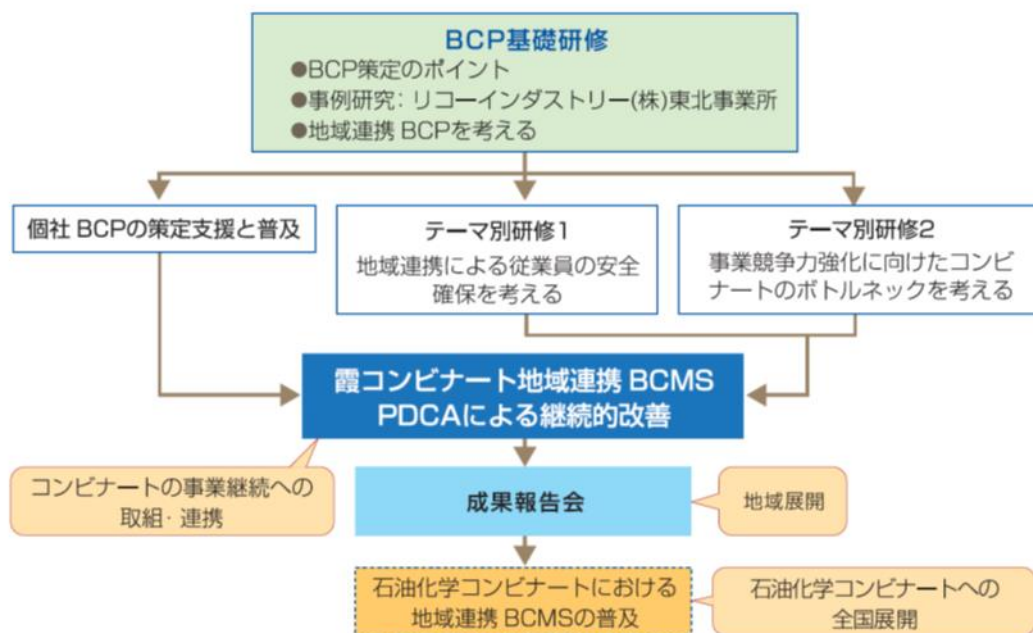 BCP基礎研修
●BCP策定のポイント
●事例研究：リコーインダストリー(株)東北事業所
●地域連携 BCPを考える
個社 BCPの策定支援と普及
テーマ別研修1
地域連携による従業員の安全
確保を考える
テーマ別研修2
事業競争力強化に向けたコンビ
ナートのボトルネックを考える
霞コンビナート地域連携 BCMS
PDCAによる継続的改善
コンビナートの事業継続への
取組・連携
成果報告会
地域展開
石油化学コンビナートにおける
地域連携 BCMSの普及
石油化学コンビナートへの
全国展開